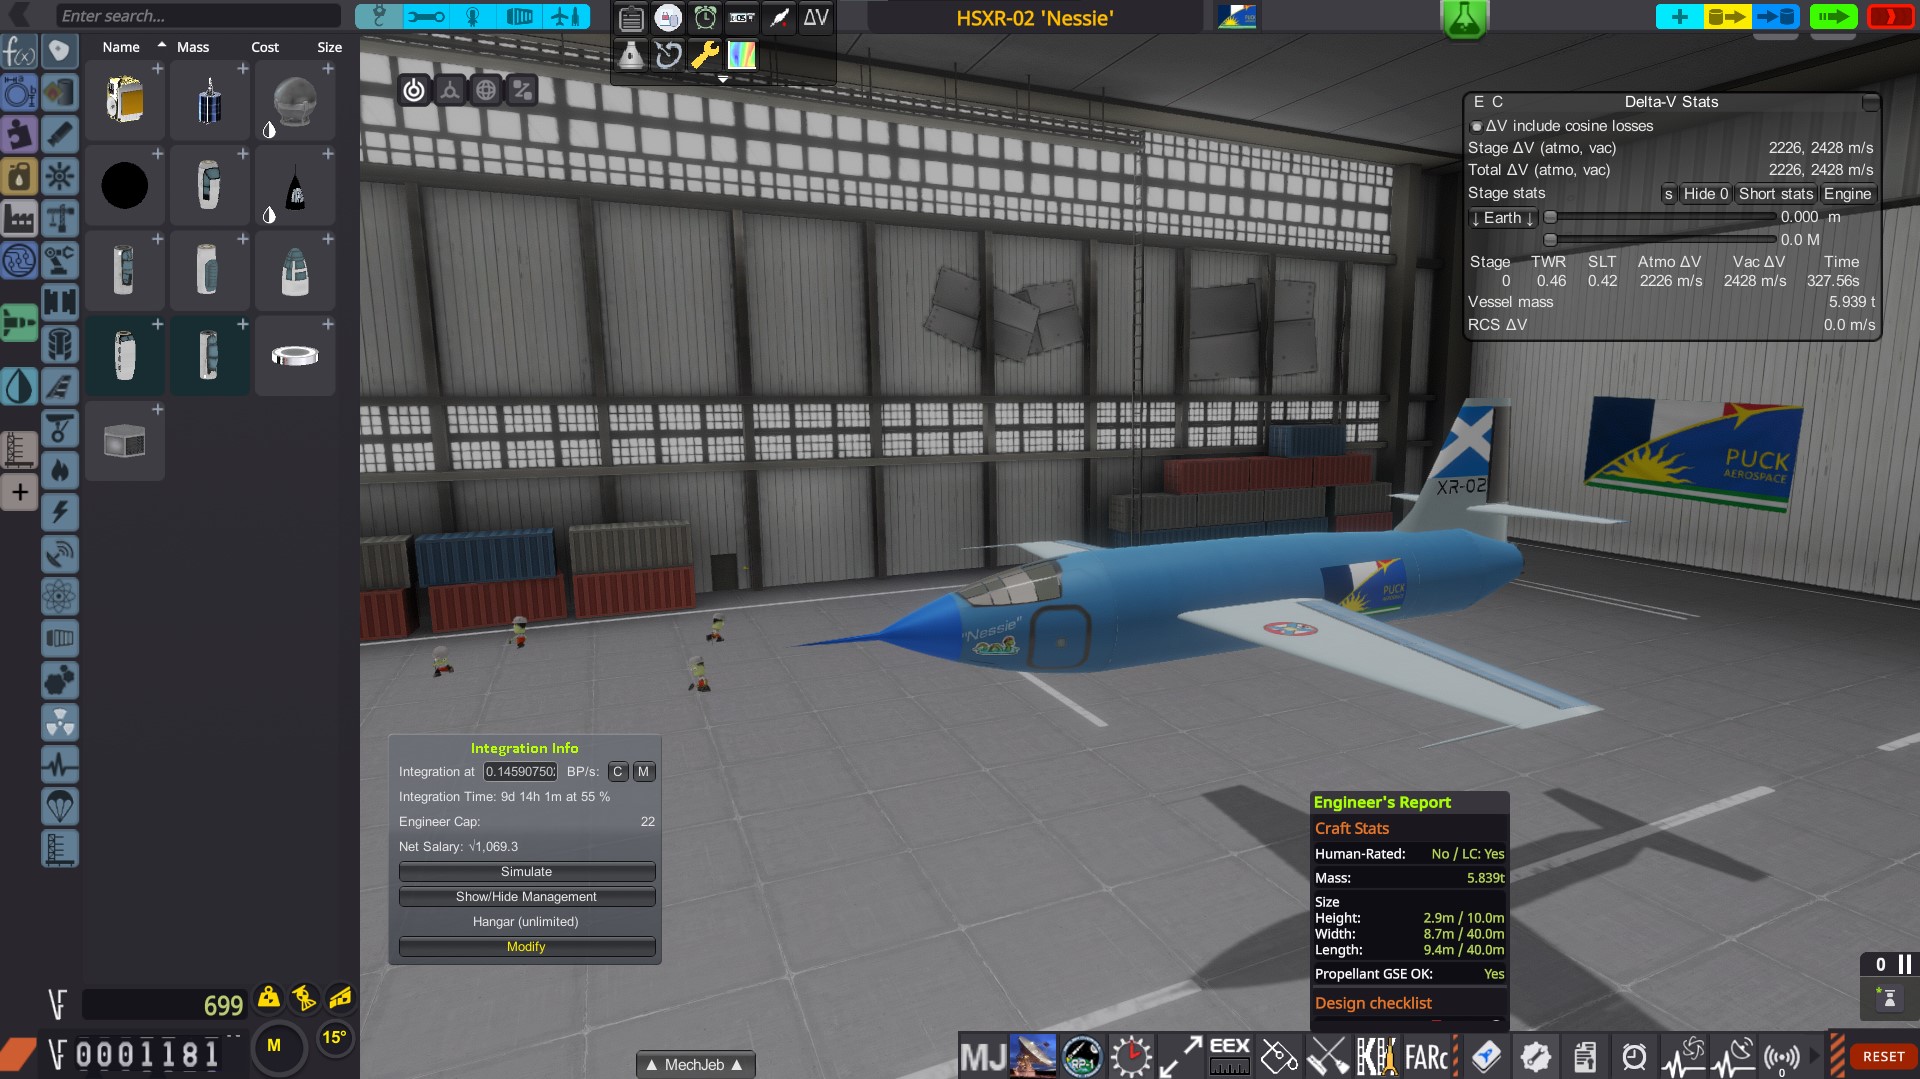 Enter search...
HSXR-02 'Nessie'
ΔV
Name Mass Cost Size
f(x)
E C Delta-V Stats
ΔV include cosine losses
Stage ΔV (atmo, vac) 2226, 2428 m/s
Total ΔV (atmo, vac) 2226, 2428 m/s
Stage stats s Hide 0 Short stats Engine
↓ Earth ↓ 0.000 m
0.0 M
Stage TWR SLT Atmo ΔV Vac ΔV Time
0 0.46 0.42 2226 m/s 2428 m/s 327.56s
Vessel mass 5.939 t
RCS ΔV 0.0 m/s
PUCK
AEROSPACE
XR-02
PUCK
"Nessie"
Integration Info
Integration at 0.14590750 BP/s: C M
Integration Time: 9d 14h 1m at 55 %
Engineer Cap: 22
Net Salary: √1,069.3
Simulate
Show/Hide Management
Hangar (unlimited)
Modify
Engineer's Report
Craft Stats
Human-Rated: No / LC: Yes
Mass: 5.839t
Size
Height: 2.9m / 10.0m
Width: 8.7m / 40.0m
Length: 9.4m / 40.0m
Propellant GSE OK: Yes
Design checklist
0
699
0001181
M
15°
▲ MechJeb ▲
MJ
RP-1
EEX
FARc
0
RESET